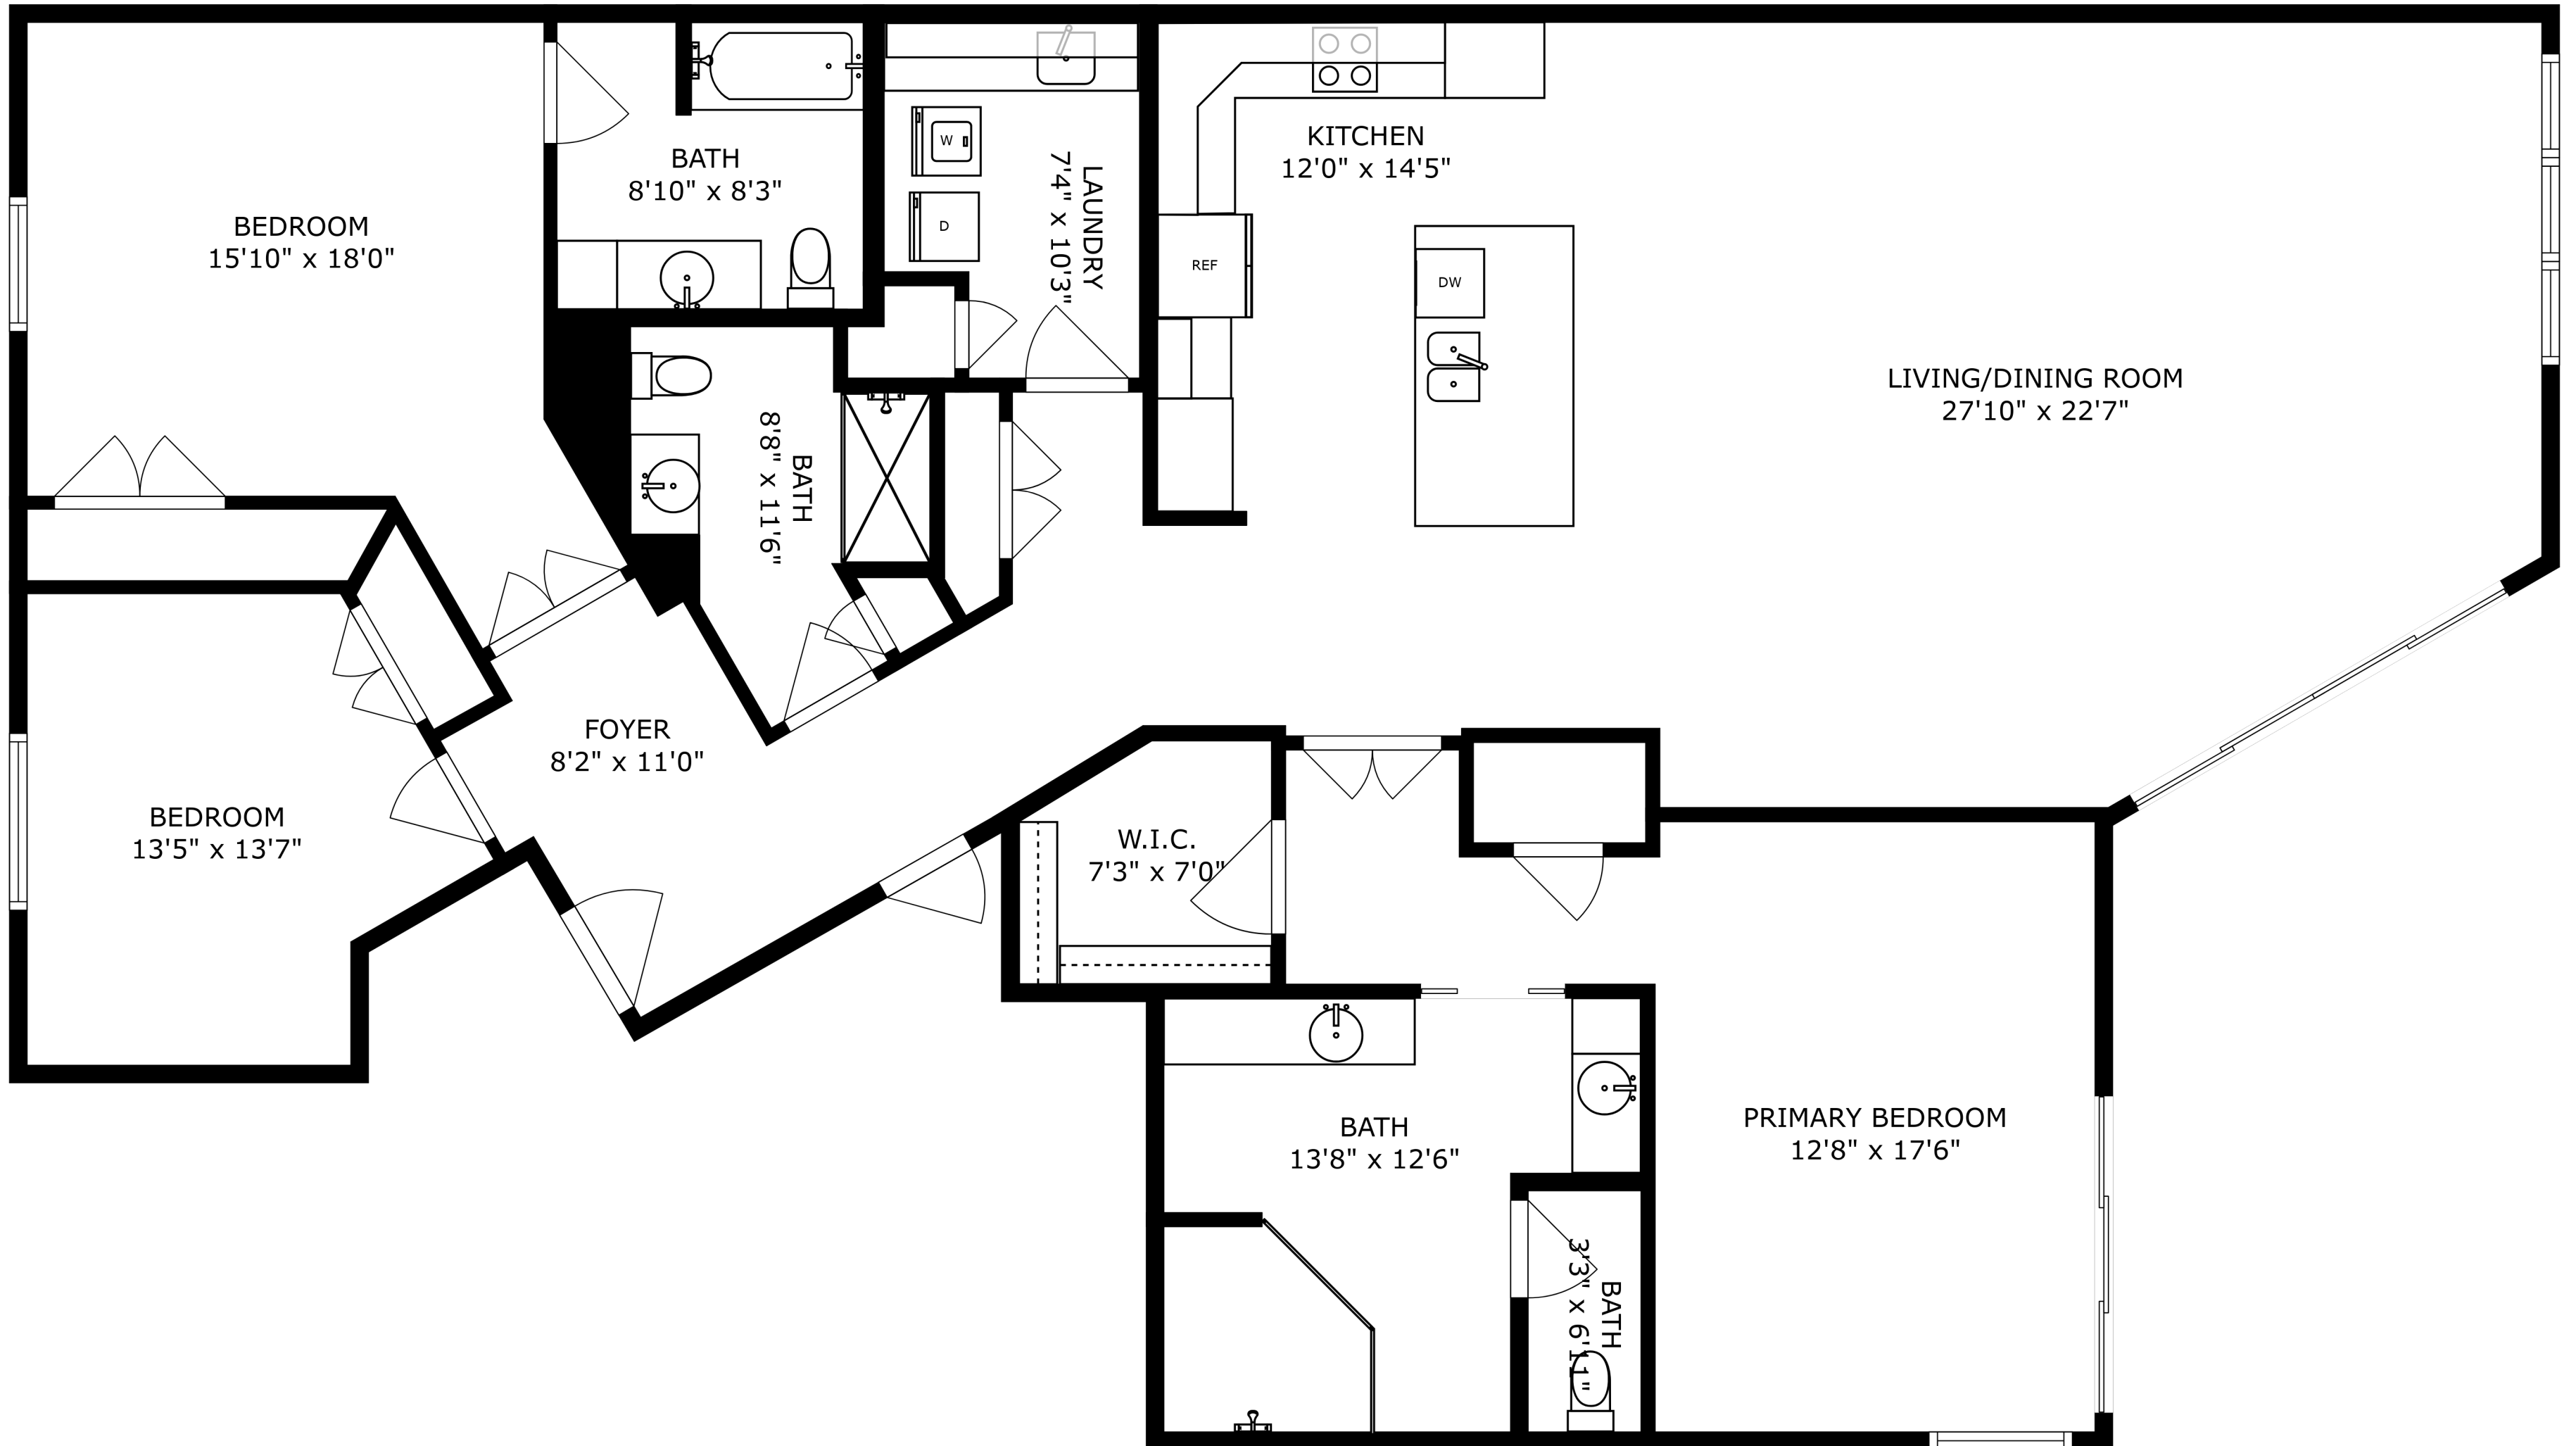 BATH
8'10" x 8'3"
W
D
LAUNDRY
7'4" x 10'3"
KITCHEN
12'0" x 14'5"
REF
DW
BEDROOM
15'10" x 18'0"
LIVING/DINING ROOM
27'10" x 22'7"
BATH
8'8" x 11'6"
FOYER
8'2" x 11'0"
BEDROOM
13'5" x 13'7"
W.I.C.
7'3" x 7'0"
BATH
13'8" x 12'6"
PRIMARY BEDROOM
12'8" x 17'6"
BATH
3'3" x 6'11"